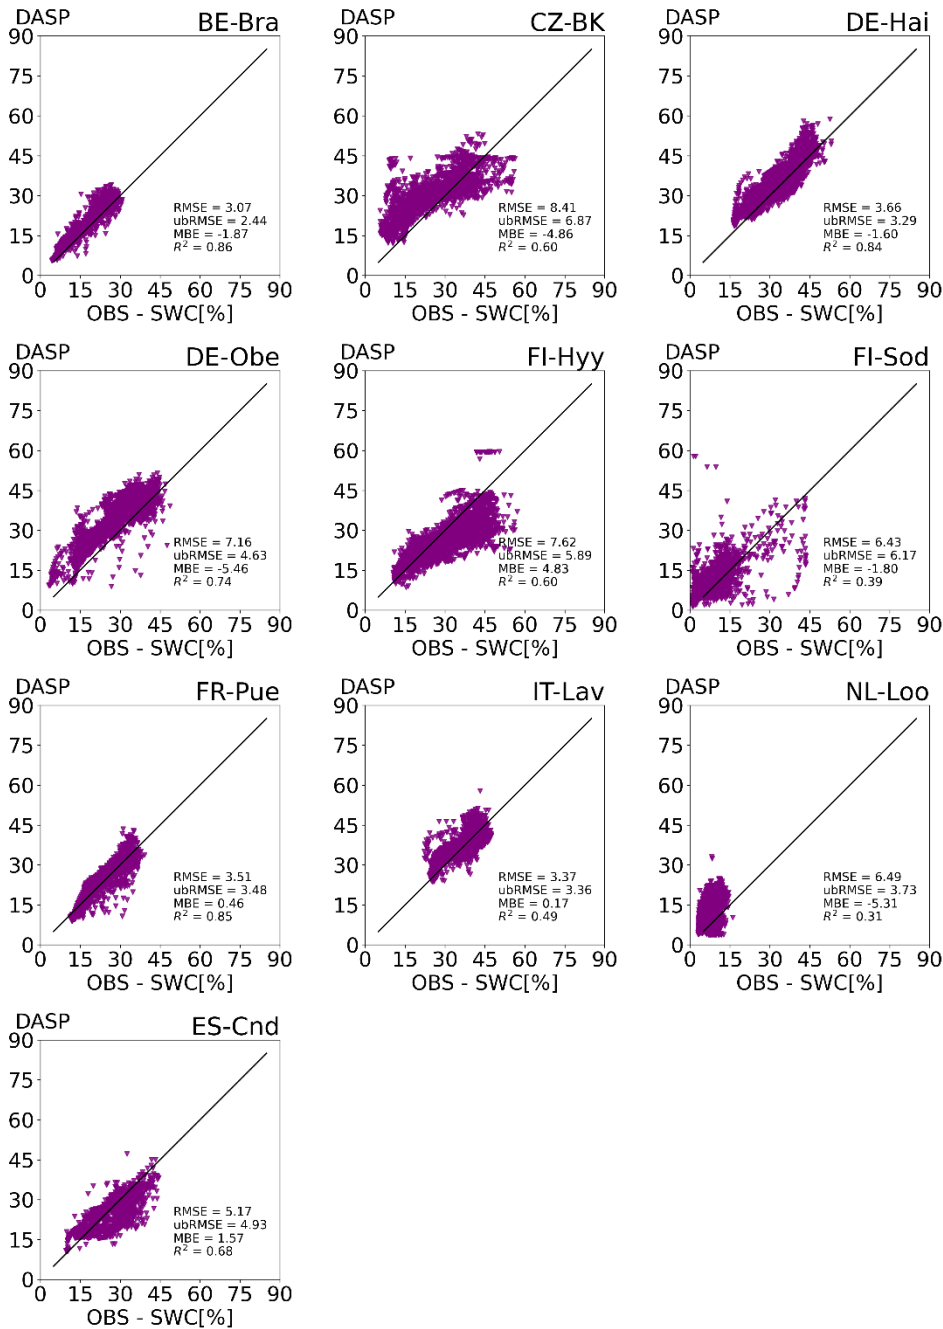 DASP BE-Bra
90
75
60
45
30
15
0
RMSE = 3.07
ubRMSE = 2.44
MBE = -1.87
R² = 0.86
0 15 30 45 60 75 90
OBS - SWC[%]
DASP CZ-BK
90
75
60
45
30
15
0
RMSE = 8.41
ubRMSE = 6.87
MBE = -4.86
R² = 0.60
0 15 30 45 60 75 90
OBS - SWC[%]
DASP DE-Hai
90
75
60
45
30
15
0
RMSE = 3.66
ubRMSE = 3.29
MBE = -1.60
R² = 0.84
0 15 30 45 60 75 90
OBS - SWC[%]
DASP DE-Obe
90
75
60
45
30
15
0
RMSE = 7.16
ubRMSE = 4.63
MBE = -5.46
R² = 0.74
0 15 30 45 60 75 90
OBS - SWC[%]
DASP FI-Hyy
90
75
60
45
30
15
0
RMSE = 7.62
ubRMSE = 5.89
MBE = 4.83
R² = 0.60
0 15 30 45 60 75 90
OBS - SWC[%]
DASP FI-Sod
90
75
60
45
30
15
0
RMSE = 6.43
ubRMSE = 6.17
MBE = -1.80
R² = 0.39
0 15 30 45 60 75 90
OBS - SWC[%]
DASP FR-Pue
90
75
60
45
30
15
0
RMSE = 3.51
ubRMSE = 3.48
MBE = 0.46
R² = 0.85
0 15 30 45 60 75 90
OBS - SWC[%]
DASP IT-Lav
90
75
60
45
30
15
0
RMSE = 3.37
ubRMSE = 3.36
MBE = 0.17
R² = 0.49
0 15 30 45 60 75 90
OBS - SWC[%]
DASP NL-Loo
90
75
60
45
30
15
0
RMSE = 6.49
ubRMSE = 3.73
MBE = -5.31
R² = 0.31
0 15 30 45 60 75 90
OBS - SWC[%]
DASP ES-Cnd
90
75
60
45
30
15
0
RMSE = 5.17
ubRMSE = 4.93
MBE = 1.57
R² = 0.68
0 15 30 45 60 75 90
OBS - SWC[%]